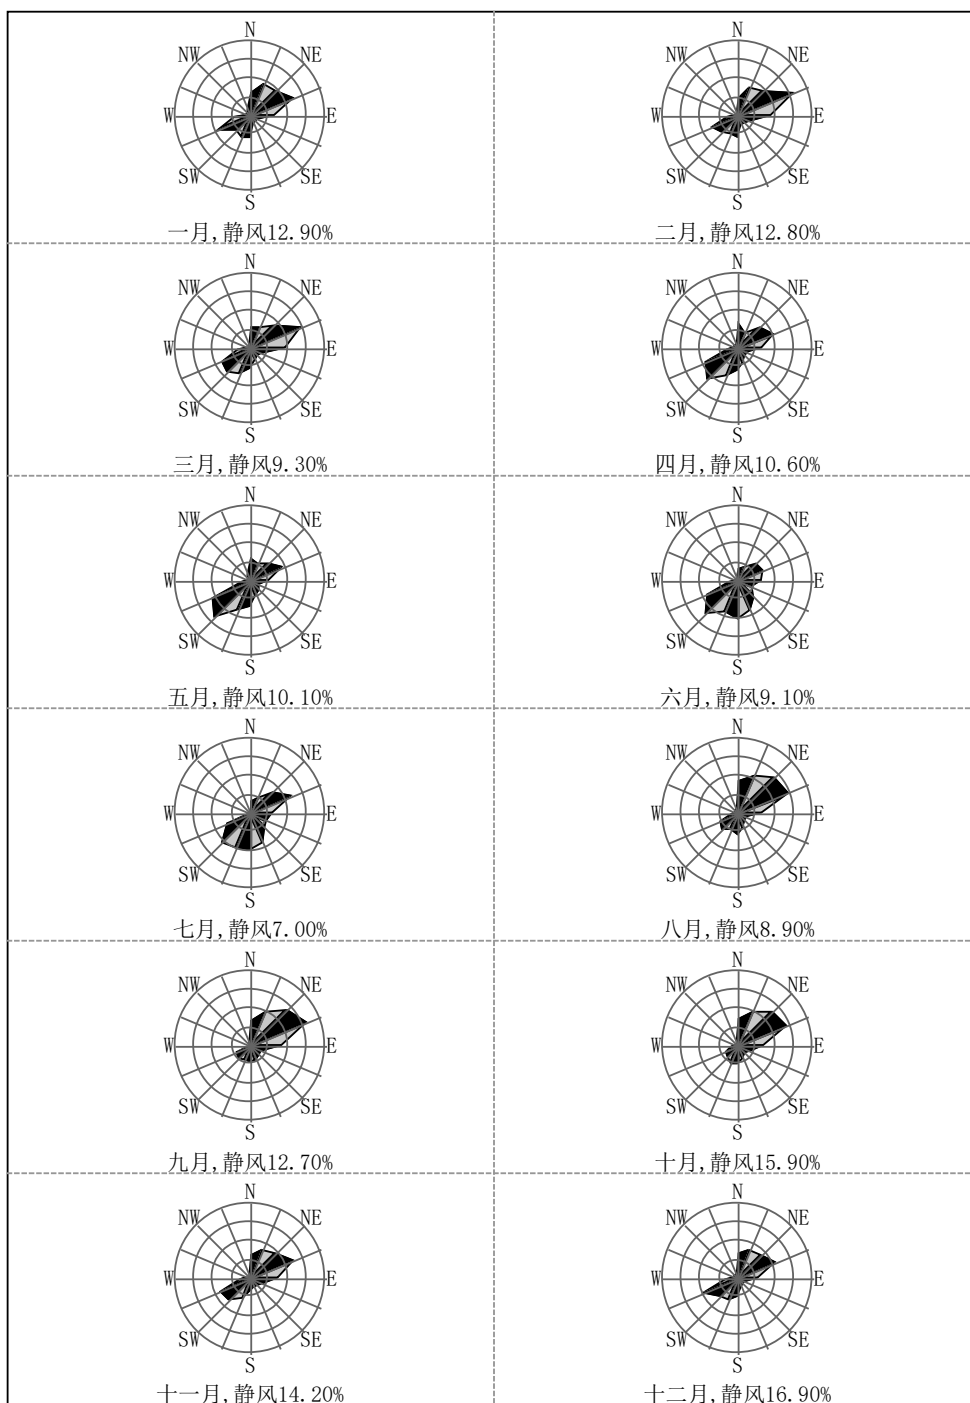 N
NW NE
W E
SW SE
S
一月,静风12.90%
N
NW NE
W E
SW SE
S
二月,静风12.80%
N
NW NE
W E
SW SE
S
三月,静风9.30%
N
NW NE
W E
SW SE
S
四月,静风10.60%
N
NW NE
W E
SW SE
S
五月,静风10.10%
N
NW NE
W E
SW SE
S
六月,静风9.10%
N
NW NE
W E
SW SE
S
七月,静风7.00%
N
NW NE
W E
SW SE
S
八月,静风8.90%
N
NW NE
W E
SW SE
S
九月,静风12.70%
N
NW NE
W E
SW SE
S
十月,静风15.90%
N
NW NE
W E
SW SE
S
十一月,静风14.20%
N
NW NE
W E
SW SE
S
十二月,静风16.90%